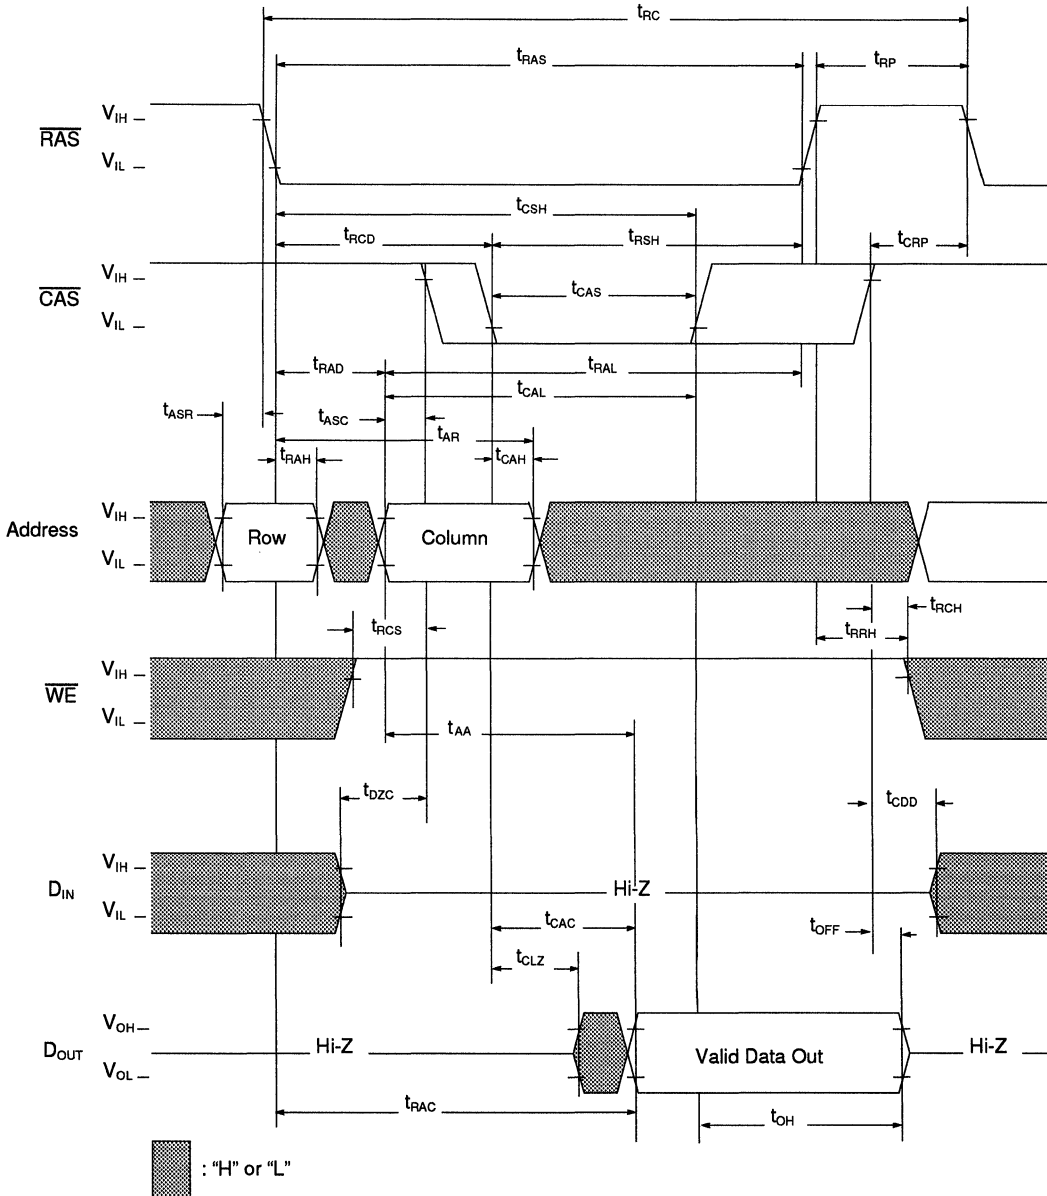 tRC
tRAS
tRP
VIH
RAS
VIL
tCSH
tRCD
tRSH
tCRP
VIH
CAS
tCAS
VIL
tRAD
tRAL
tCAL
tASR
tASC
tAR
tRAH
tCAH
VIH
Address
Row
Column
VIL
tRCH
tRCS
tRRH
VIH
WE
VIL
tAA
tDZC
tCDD
VIH
DIN
Hi-Z
VIL
tCAC
tOFF
tCLZ
VOH
DOUT
Hi-Z
Valid Data Out
Hi-Z
VOL
tRAC
tOH
: “H” or “L”